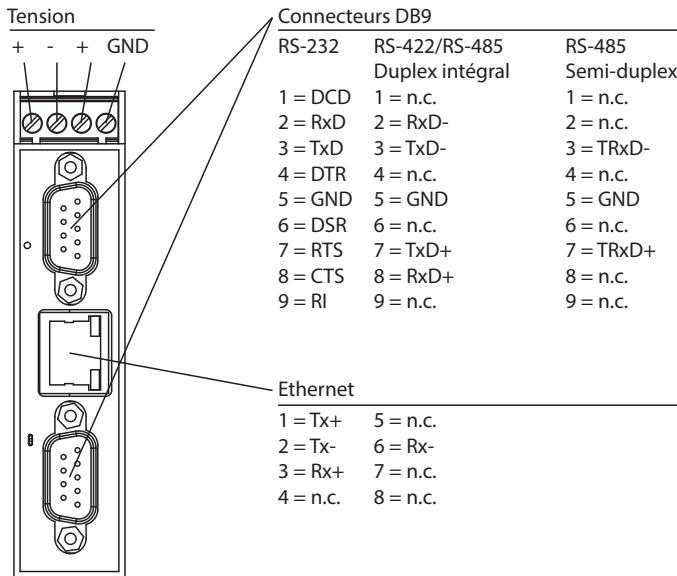 Tension
+ - + GND
Connecteurs DB9
RS-232 RS-422/RS-485 RS-485
Duplex intégral Semi-duplex
1 = DCD 1 = n.c. 1 = n.c.
2 = RxD 2 = RxD- 2 = n.c.
3 = TxD 3 = TxD- 3 = TRxD-
4 = DTR 4 = n.c. 4 = n.c.
5 = GND 5 = GND 5 = GND
6 = DSR 6 = n.c. 6 = n.c.
7 = RTS 7 = TxD+ 7 = TRxD+
8 = CTS 8 = RxD+ 8 = n.c.
9 = RI 9 = n.c. 9 = n.c.
Ethernet
1 = Tx+ 5 = n.c.
2 = Tx- 6 = Rx-
3 = Rx+ 7 = n.c.
4 = n.c. 8 = n.c.